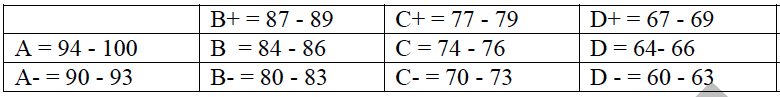 B+ = 87 - 89 C+ = 77 - 79 D+ = 67 - 69
A = 94 - 100 B = 84 - 86 C = 74 - 76 D = 64- 66
A- = 90 - 93 B- = 80 - 83 C- = 70 - 73 D - = 60 - 63